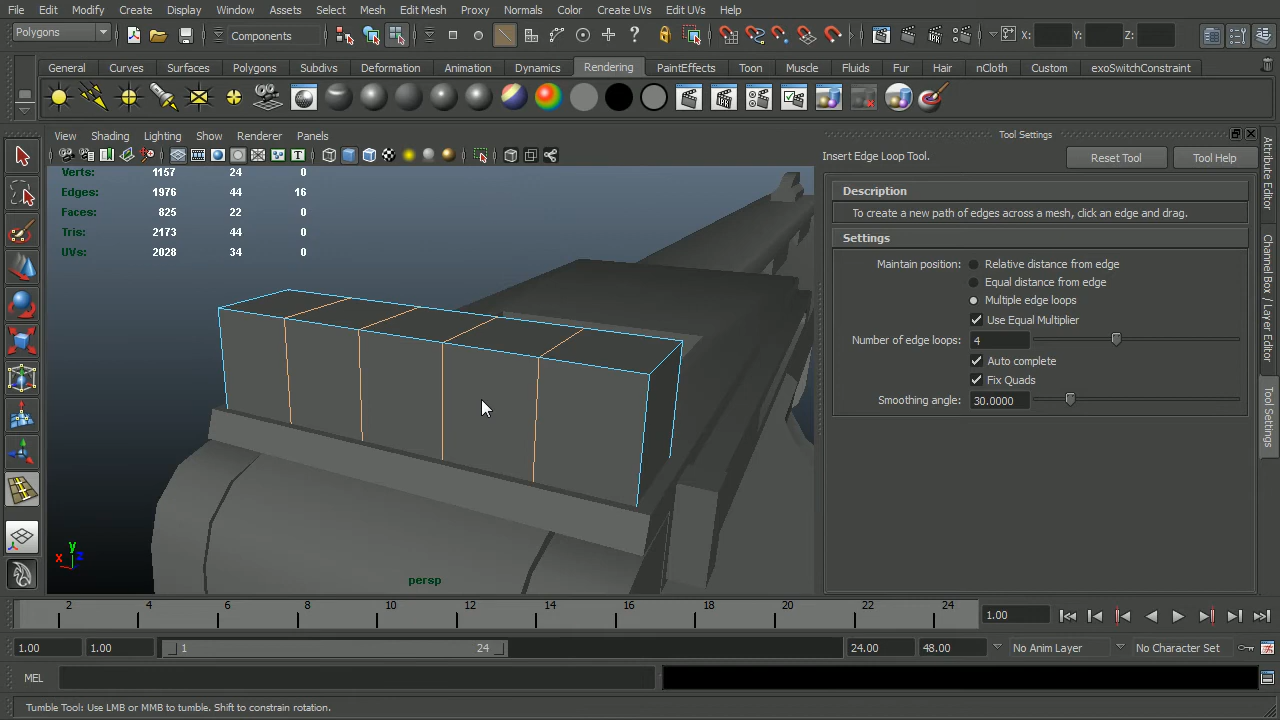 File Edit Modify Create Display Window Assets Select Mesh Edit Mesh Proxy Normals Color Create UVs Edit UVs Help
Polygons Components X: Y: Z:
General Curves Surfaces Polygons Subdivs Deformation Animation Dynamics Rendering PaintEffects Toon Muscle Fluids Fur Hair nCloth Custom exoSwitchConstraint
View Shading Lighting Show Renderer Panels
Tool Settings
Insert Edge Loop Tool. Reset Tool Tool Help
Verts: 1157 24 0
Edges: 1976 44 16
Faces: 825 22 0
Tris: 2173 44 0
UVs: 2028 34 0
Description
To create a new path of edges across a mesh, click an edge and drag.
Settings
Maintain position: Relative distance from edge
Equal distance from edge
Multiple edge loops
Use Equal Multiplier
Number of edge loops: 4
Auto complete
Fix Quads
Smoothing angle: 30.0000
Attribute Editor
Channel Box / Layer Editor
Tool Settings
y
x z
persp
2 4 6 8 10 12 14 16 18 20 22 24 1.00
1.00 1.00 1 24 24.00 48.00 No Anim Layer No Character Set
MEL
Tumble Tool: Use LMB or MMB to tumble. Shift to constrain rotation.